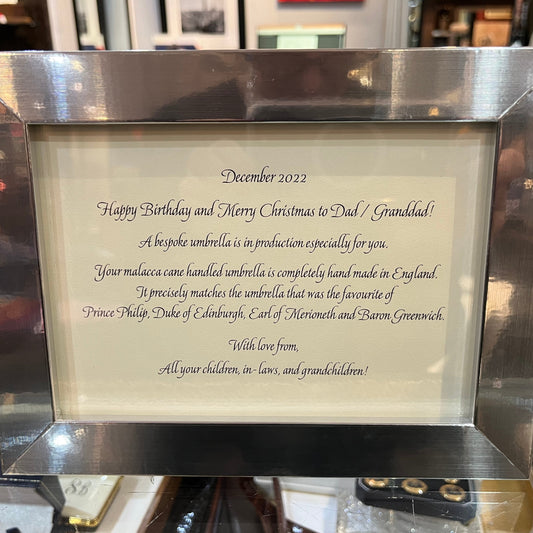 December 2022
Happy Birthday and Merry Christmas to Dad / Granddad!
A bespoke umbrella is in production especially for you.
Your malacca cane handled umbrella is completely hand made in England.
It precisely matches the umbrella that was the favourite of
Prince Philip, Duke of Edinburgh, Earl of Merioneth and Baron Greenwich.
With love from,
All your children, in-laws, and grandchildren!
SB